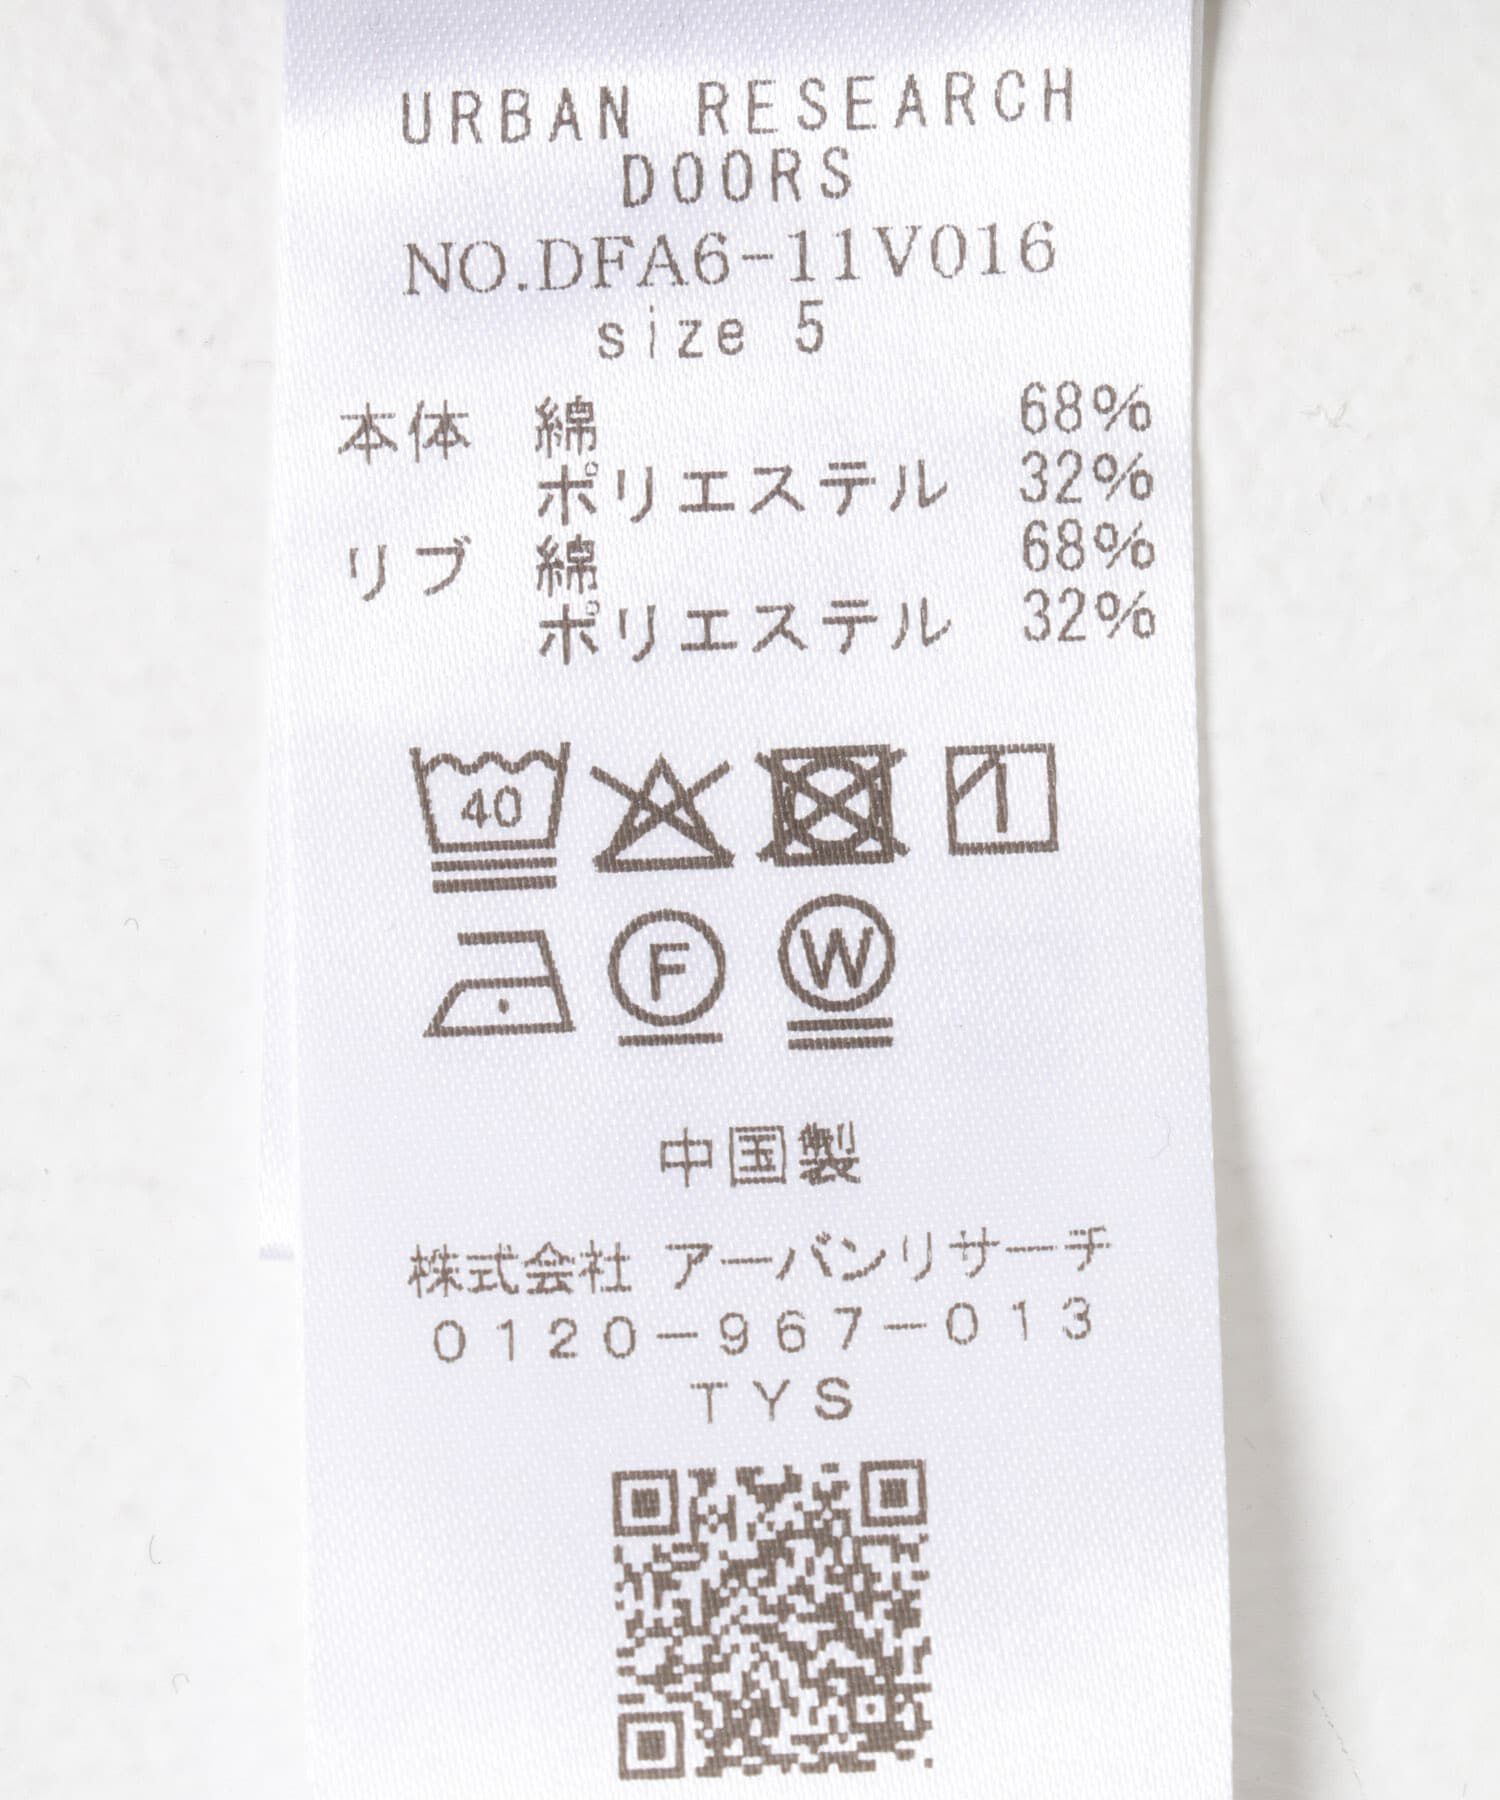 URBAN RESEARCH
DOORS
NO.DFA6-11V016
size 5
本体 綿 68%
ポリエステル 32%
リブ 綿 68%
ポリエステル 32%
40
F W
中国製
株式会社 アーバンリサーチ
0120-967-013
TYS